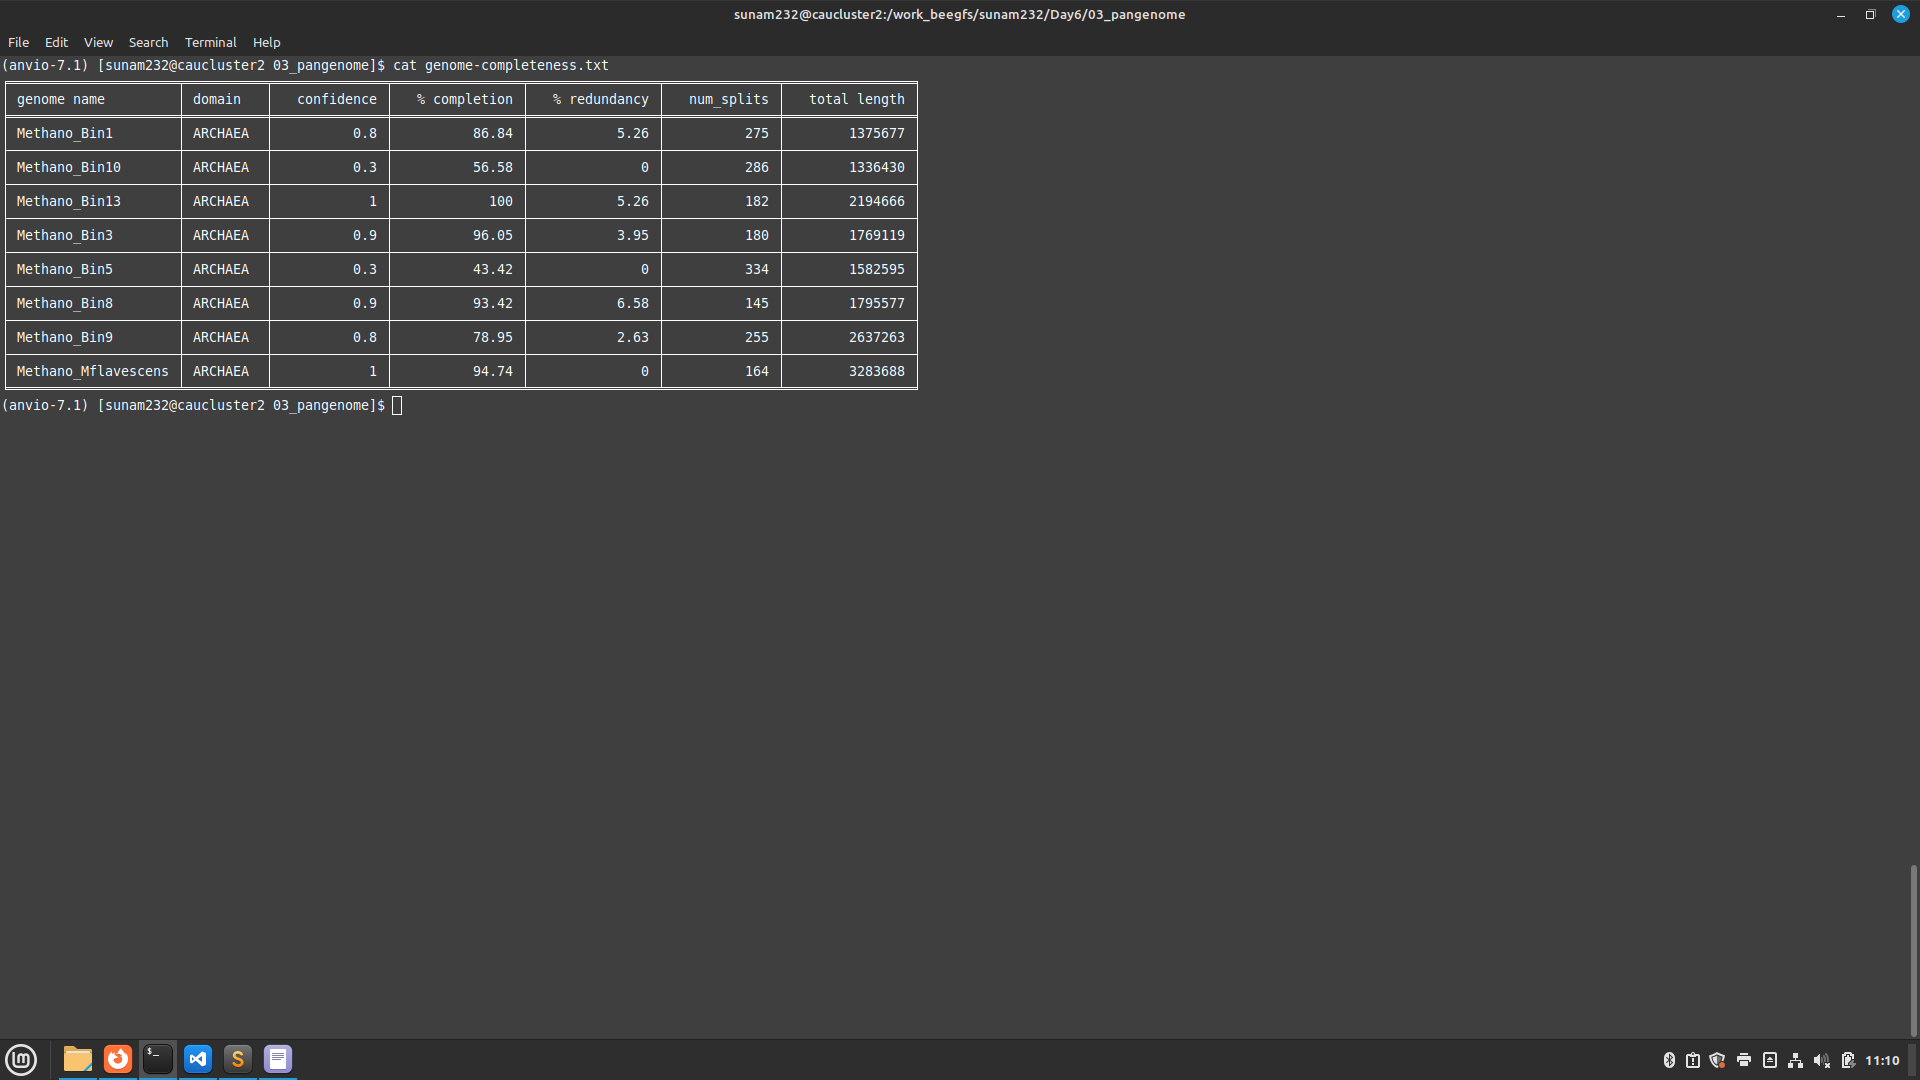 sunam232@caucluster2:/work_beegfs/sunam232/Day6/03_pangenome
File Edit View Search Terminal Help
(anvio-7.1) [sunam232@caucluster2 03_pangenome]$ cat genome-completeness.txt
genome name domain confidence % completion % redundancy num_splits total length
Methano_Bin1 ARCHAEA 0.8 86.84 5.26 275 1375677
Methano_Bin10 ARCHAEA 0.3 56.58 0 286 1336430
Methano_Bin13 ARCHAEA 1 100 5.26 182 2194666
Methano_Bin3 ARCHAEA 0.9 96.05 3.95 180 1769119
Methano_Bin5 ARCHAEA 0.3 43.42 0 334 1582595
Methano_Bin8 ARCHAEA 0.9 93.42 6.58 145 1795577
Methano_Bin9 ARCHAEA 0.8 78.95 2.63 255 2637263
Methano_Mflavescens ARCHAEA 1 94.74 0 164 3283688
(anvio-7.1) [sunam232@caucluster2 03_pangenome]$
11:10